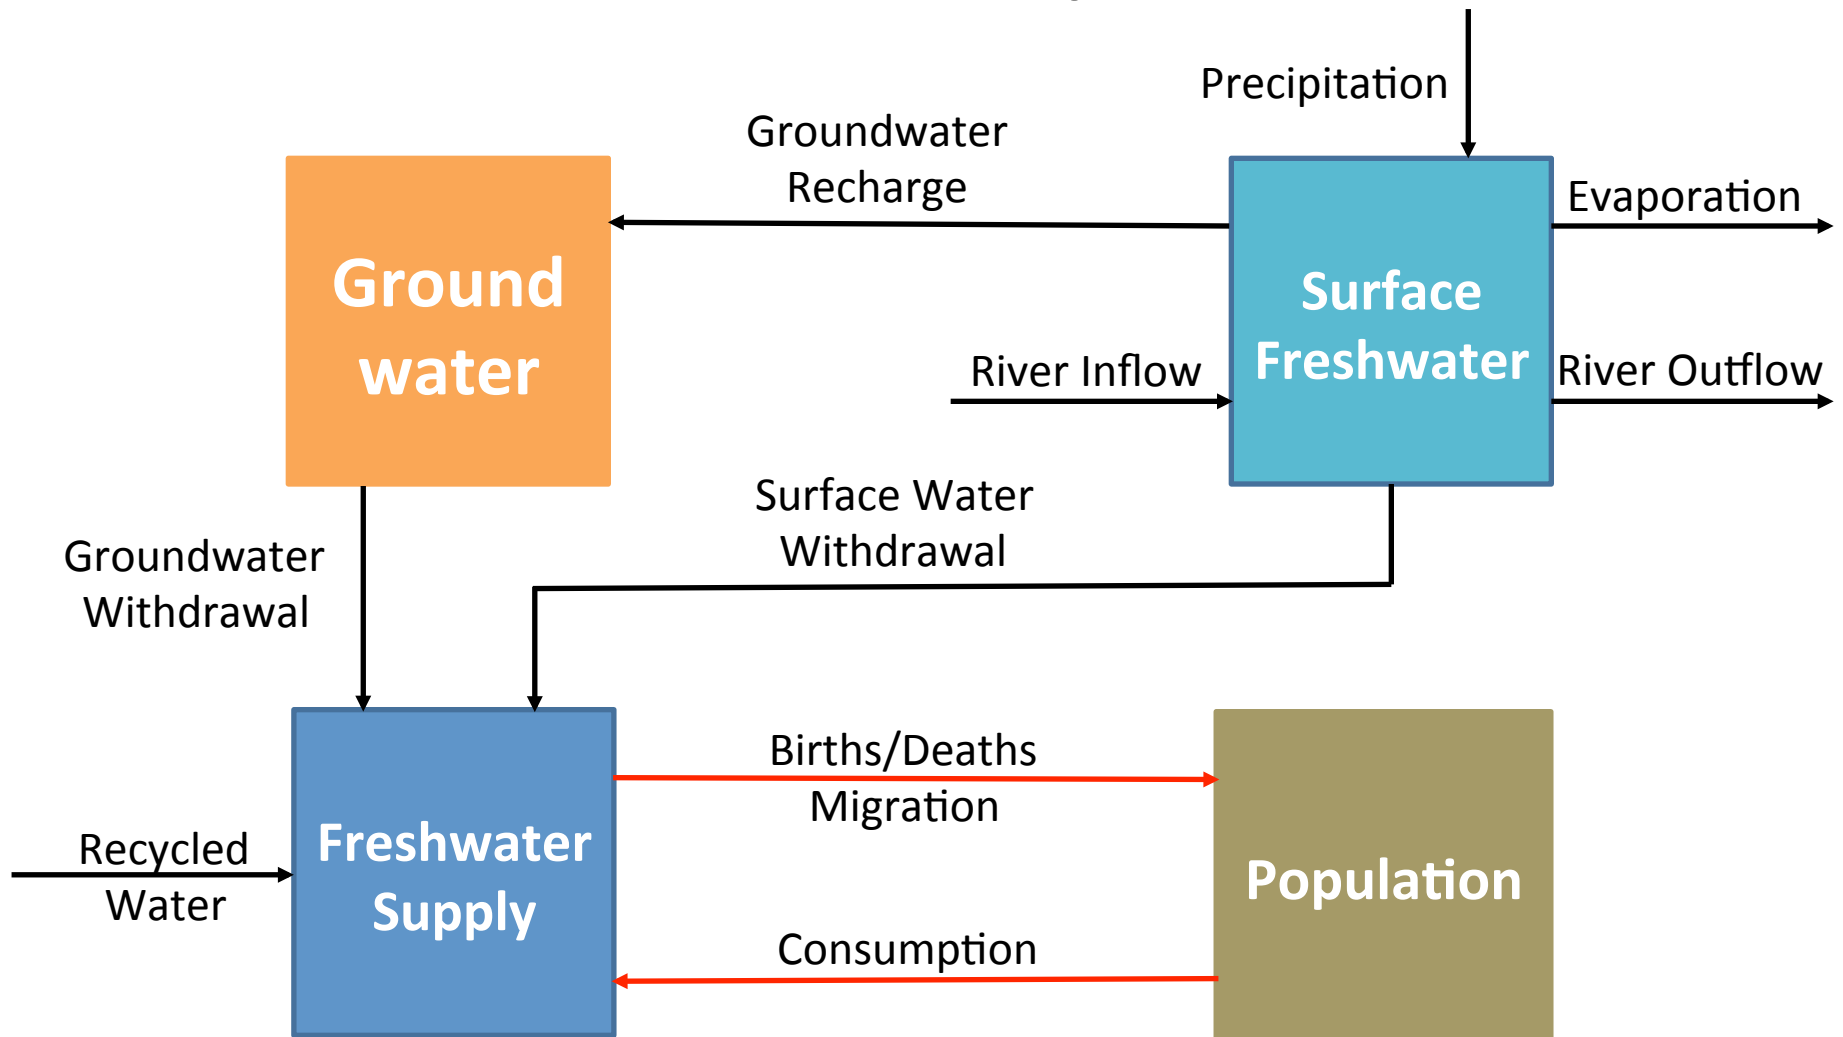 Precipitation
Groundwater
Recharge
Evaporation
Ground
water
Surface
Freshwater
River Inflow
River Outflow
Surface Water
Withdrawal
Groundwater
Withdrawal
Births/Deaths
Migration
Recycled
Water
Freshwater
Supply
Population
Consumption